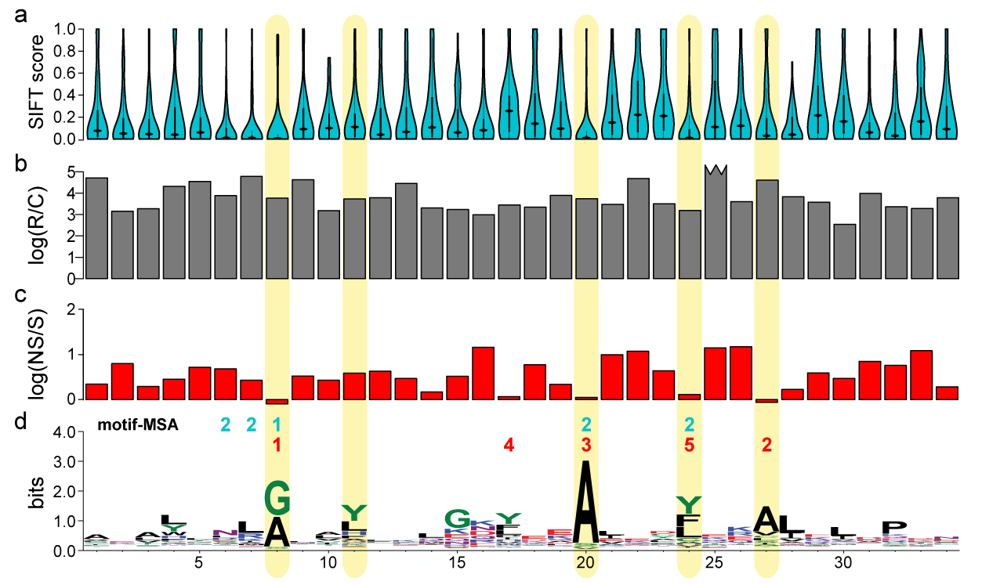 a
SIFT score
1.0
0.8
0.6
0.4
0.2
0.0
b
log(R/C)
5
4
3
2
1
0
c
log(NS/S)
2
1
0
d
motif-MSA
2 2 1 2 2
1 4 3 5 2
bits
4.0
3.0
2.0
1.0
0.0
G Y A Y
A L Y L G K Y F A L P
5 10 15 20 25 30